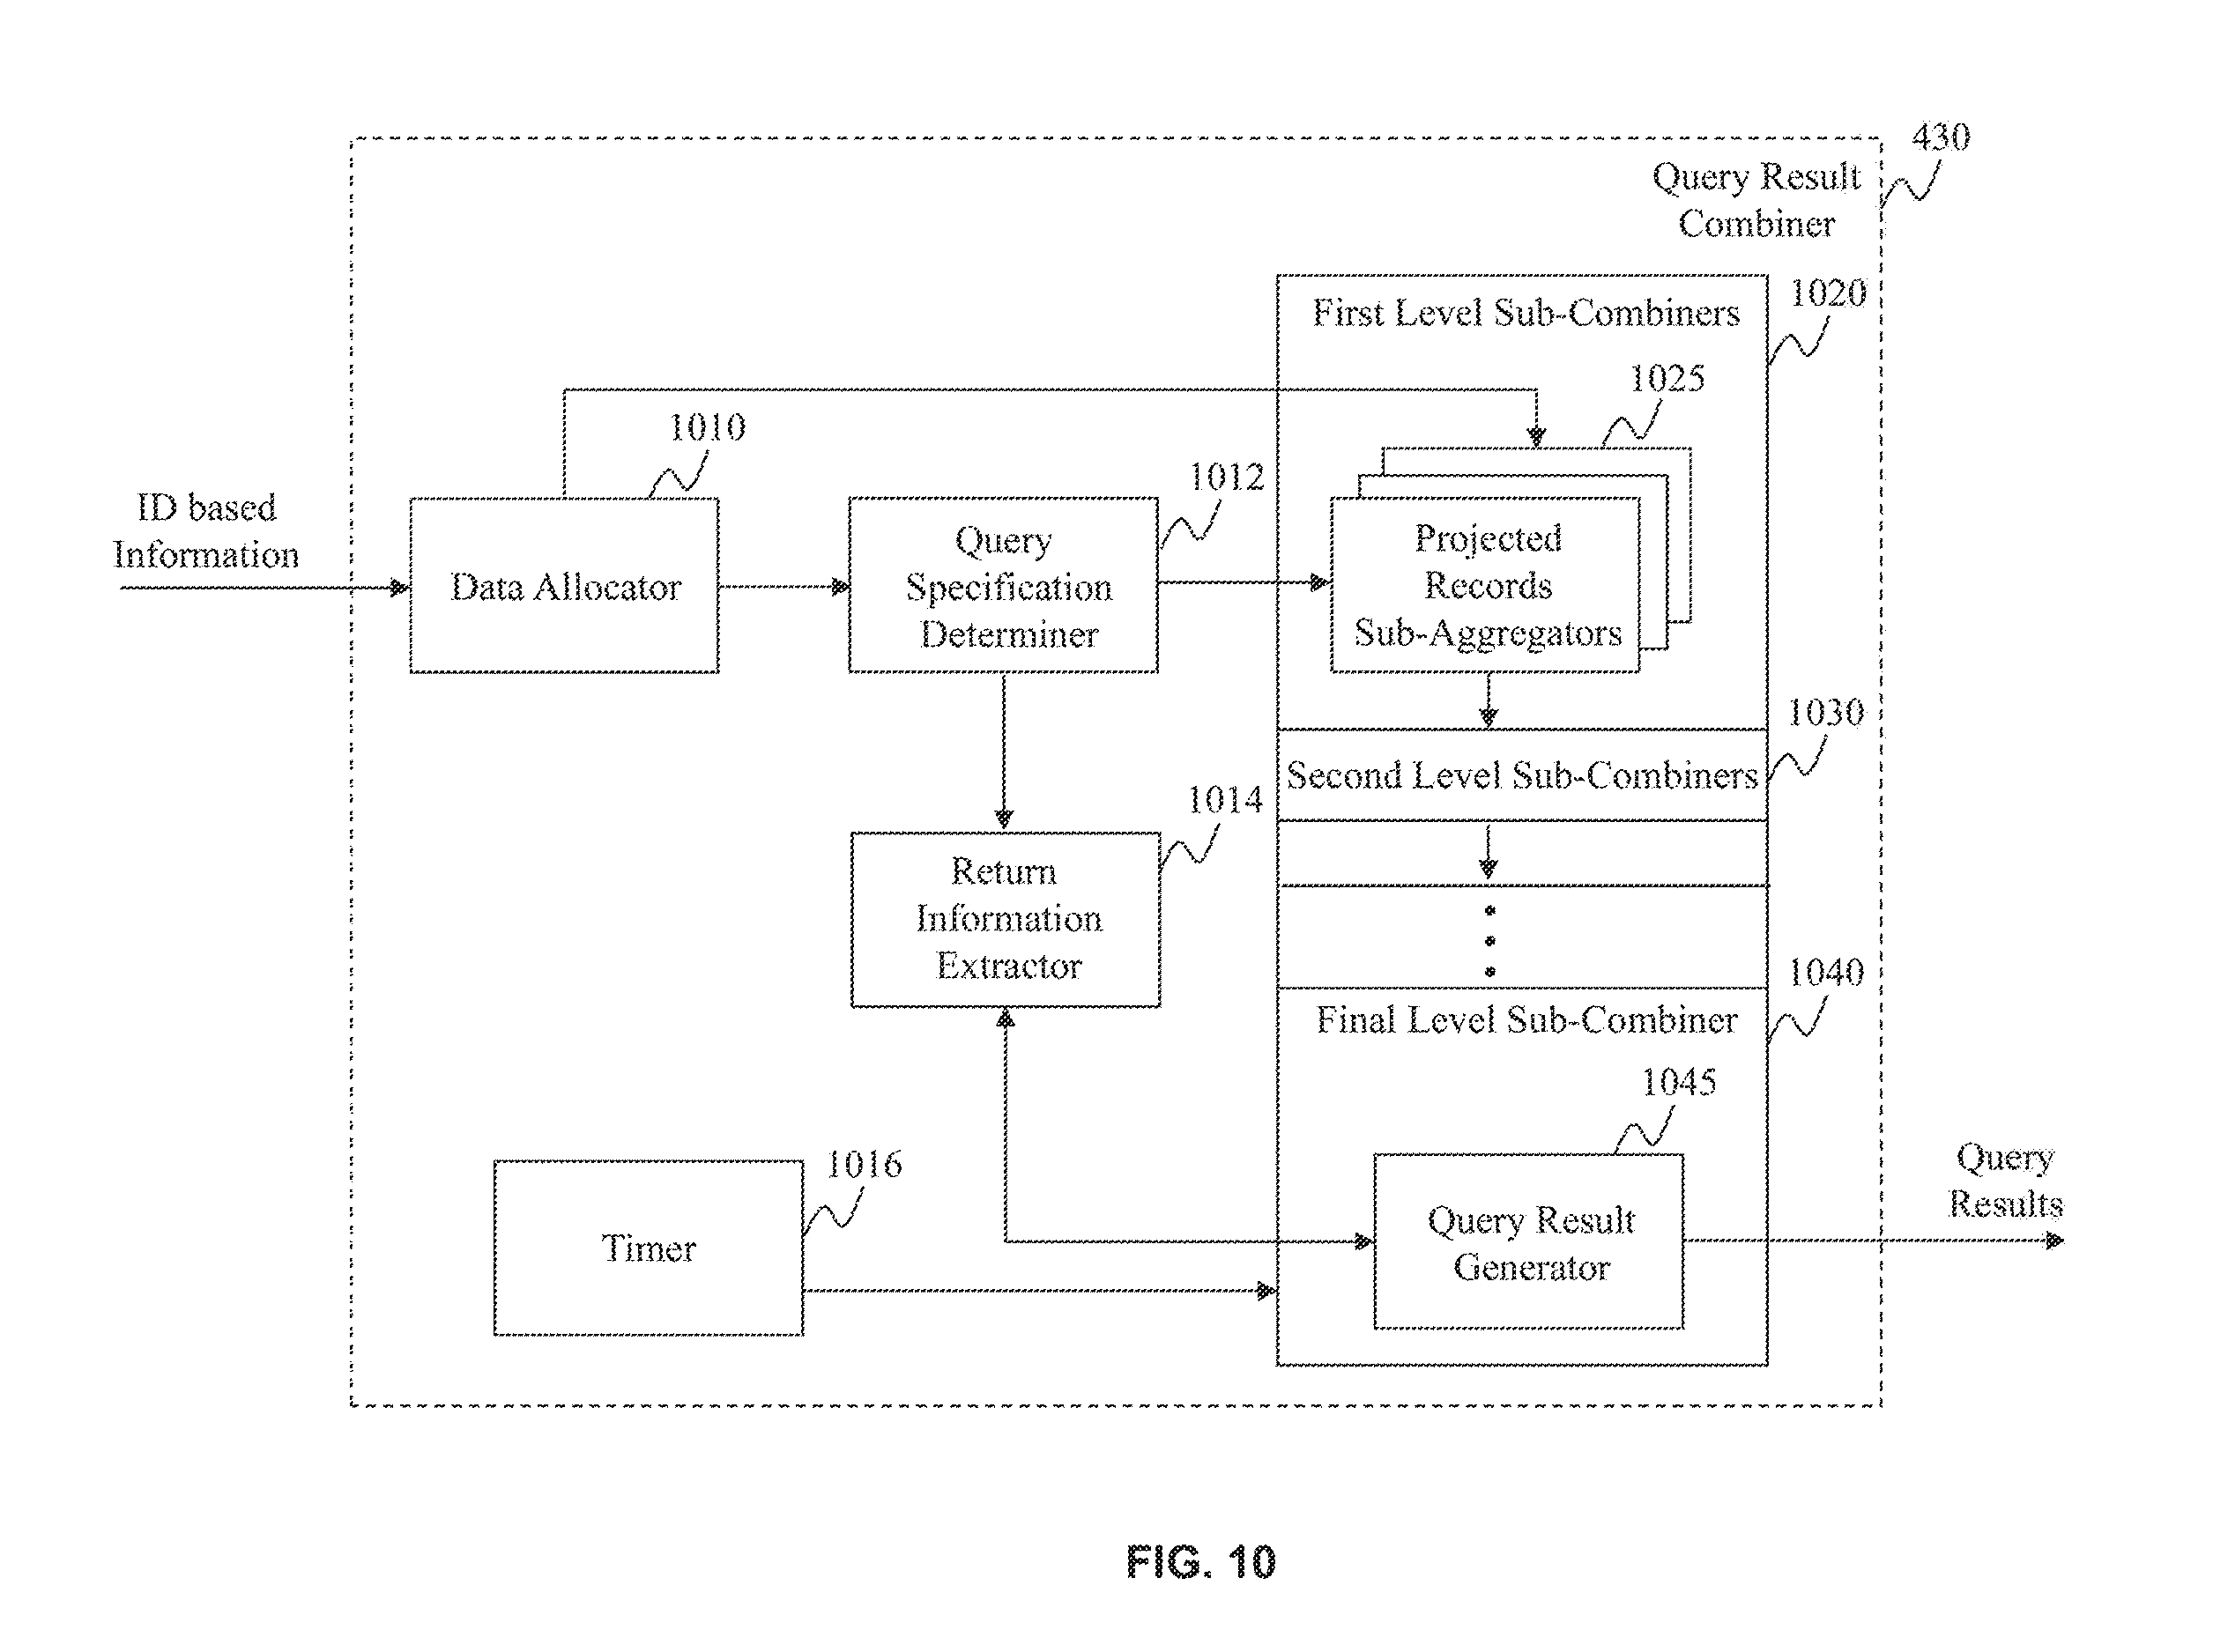 430
Query Result
Combiner
1020
First Level Sub-Combiners
1025
1010
1012
ID based
Information
Data Allocator
Query
Specification
Determiner
Projected
Records
Sub-Aggregators
1030
Second Level Sub-Combiners
1014
Return
Information
Extractor
1040
Final Level Sub-Combiner
1045
1016
Timer
Query Result
Generator
Query
Results
FIG. 10